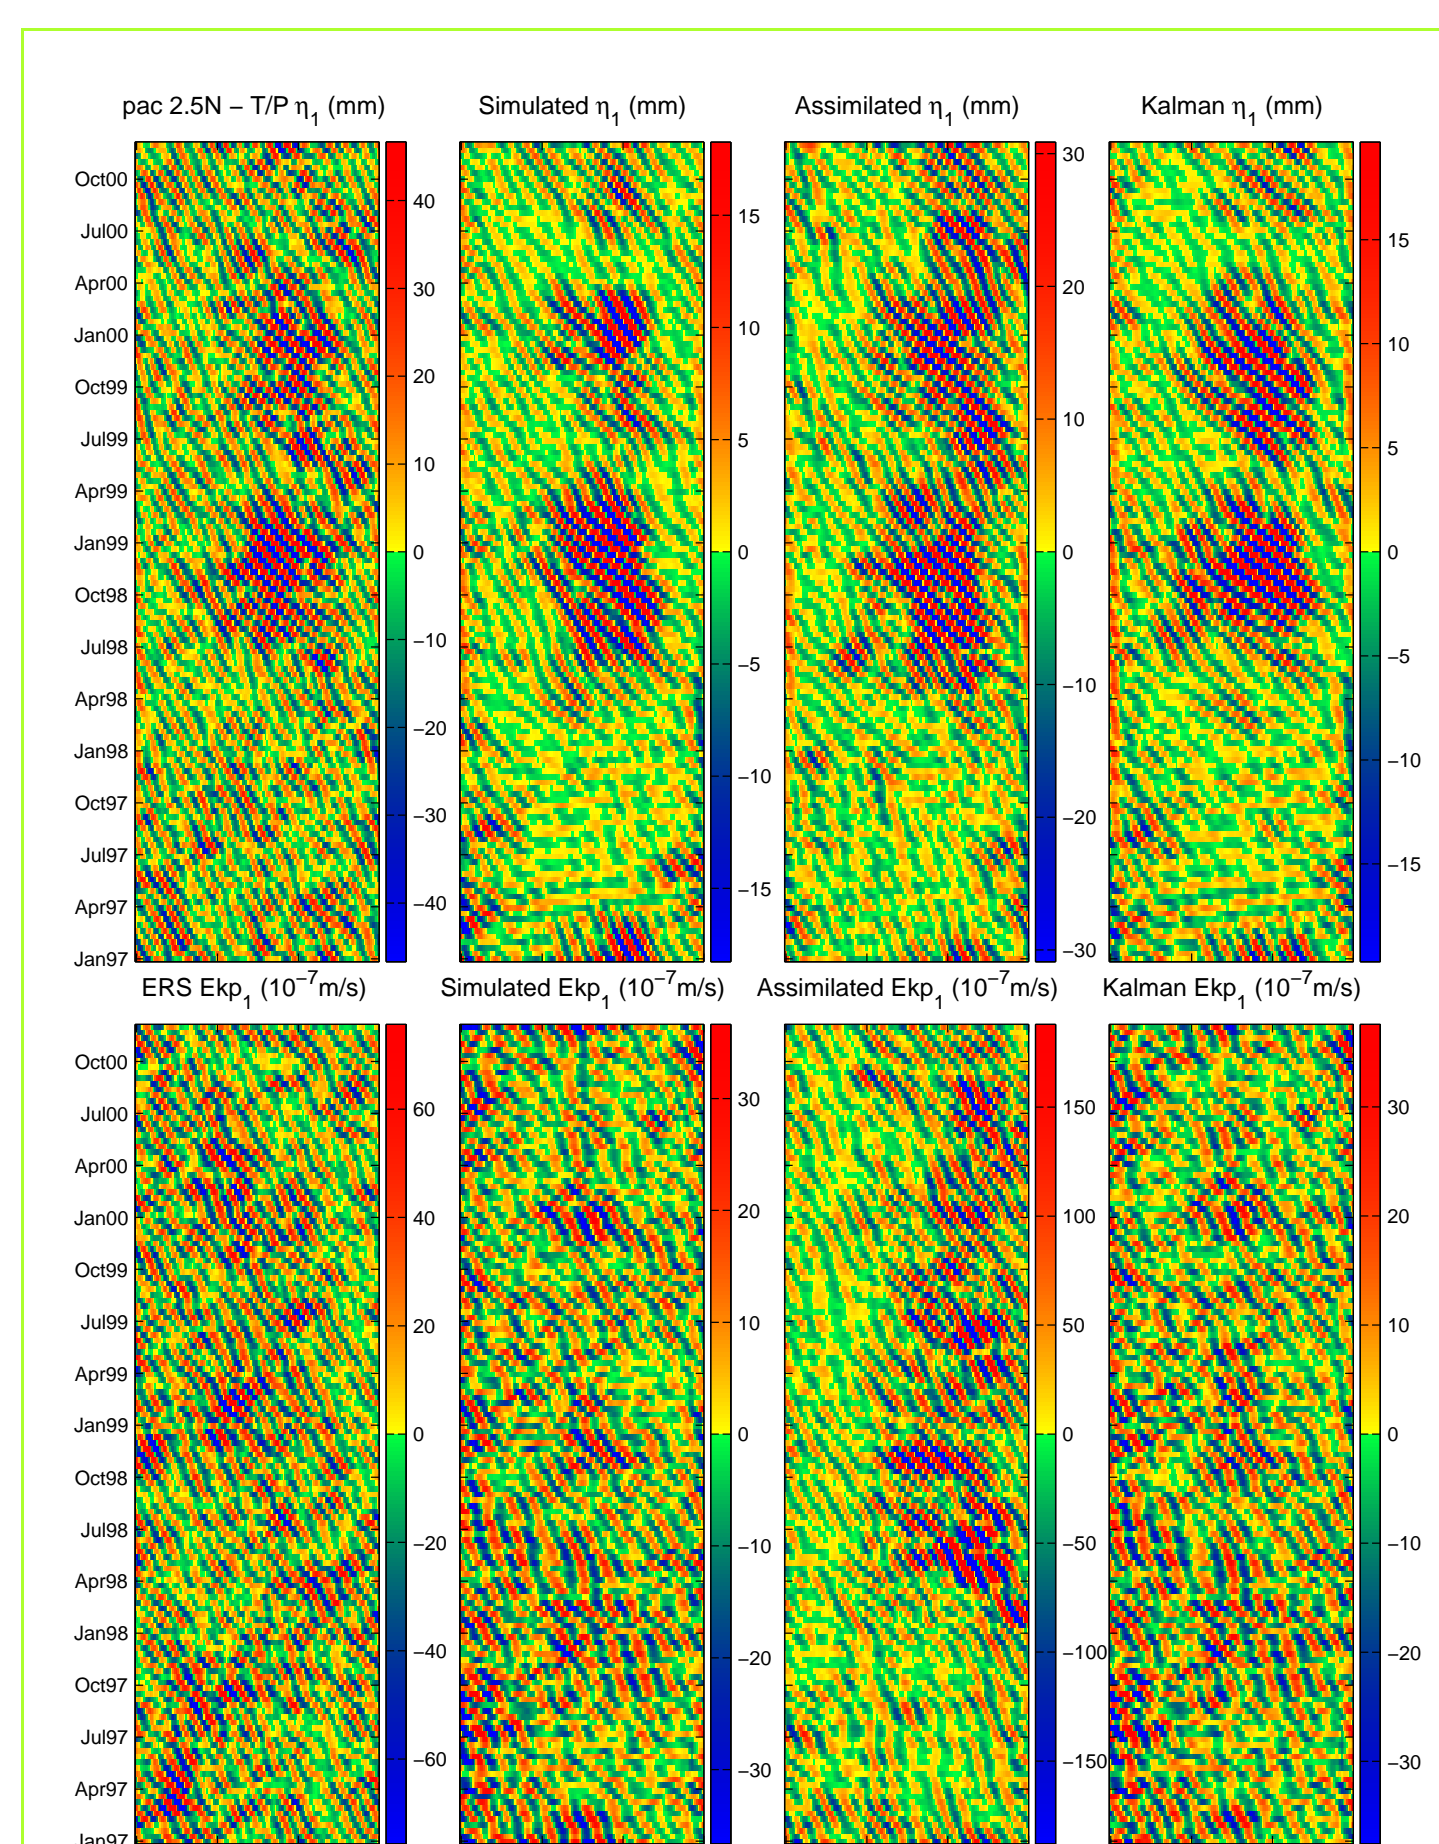 pac 2.5N − T/P η1 (mm)
Simulated η1 (mm)
Assimilated η1 (mm)
Kalman η1 (mm)
Oct00
Jul00
Apr00
Jan00
Oct99
Jul99
Apr99
Jan99
Oct98
Jul98
Apr98
Jan98
Oct97
Jul97
Apr97
Jan97
40
30
20
10
0
−10
−20
−30
−40
15
10
5
0
−5
−10
−15
30
20
10
0
−10
−20
−30
15
10
5
0
−5
−10
−15
ERS Ekp1 (10−7m/s)
Simulated Ekp1 (10−7m/s)
Assimilated Ekp1 (10−7m/s)
Kalman Ekp1 (10−7m/s)
Oct00
Jul00
Apr00
Jan00
Oct99
Jul99
Apr99
Jan99
Oct98
Jul98
Apr98
Jan98
Oct97
Jul97
Apr97
Jan97
60
40
20
0
−20
−40
−60
30
20
10
0
−10
−20
−30
150
100
50
0
−50
−100
−150
30
20
10
0
−10
−20
−30